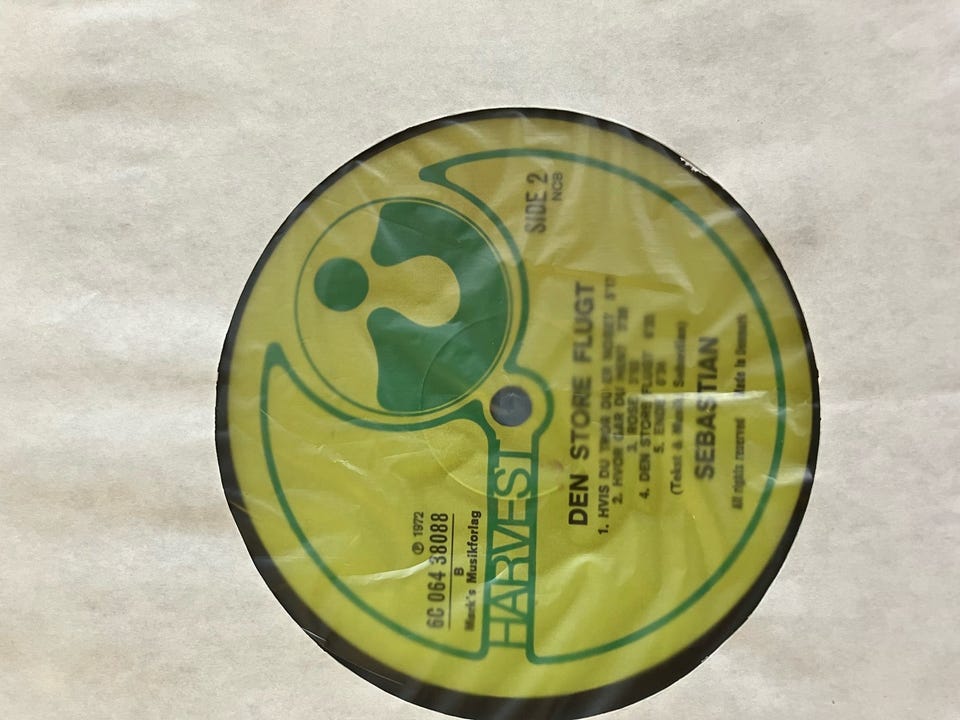 ℗ 1972
6C 064 38088
B
Mørk's Musikforlag
HARVEST
SIDE 2
NCB
DEN STORE FLUGT
1. HVIS DU TROR DU ER NOGET 5'
2. HVOR GÅR DU HEN?
3. ROSE
4. DEN STORE FLUGT
5. ENDE
(Tekst & Musik: Sebastian)
SEBASTIAN
All rights reserved Made in Denmark